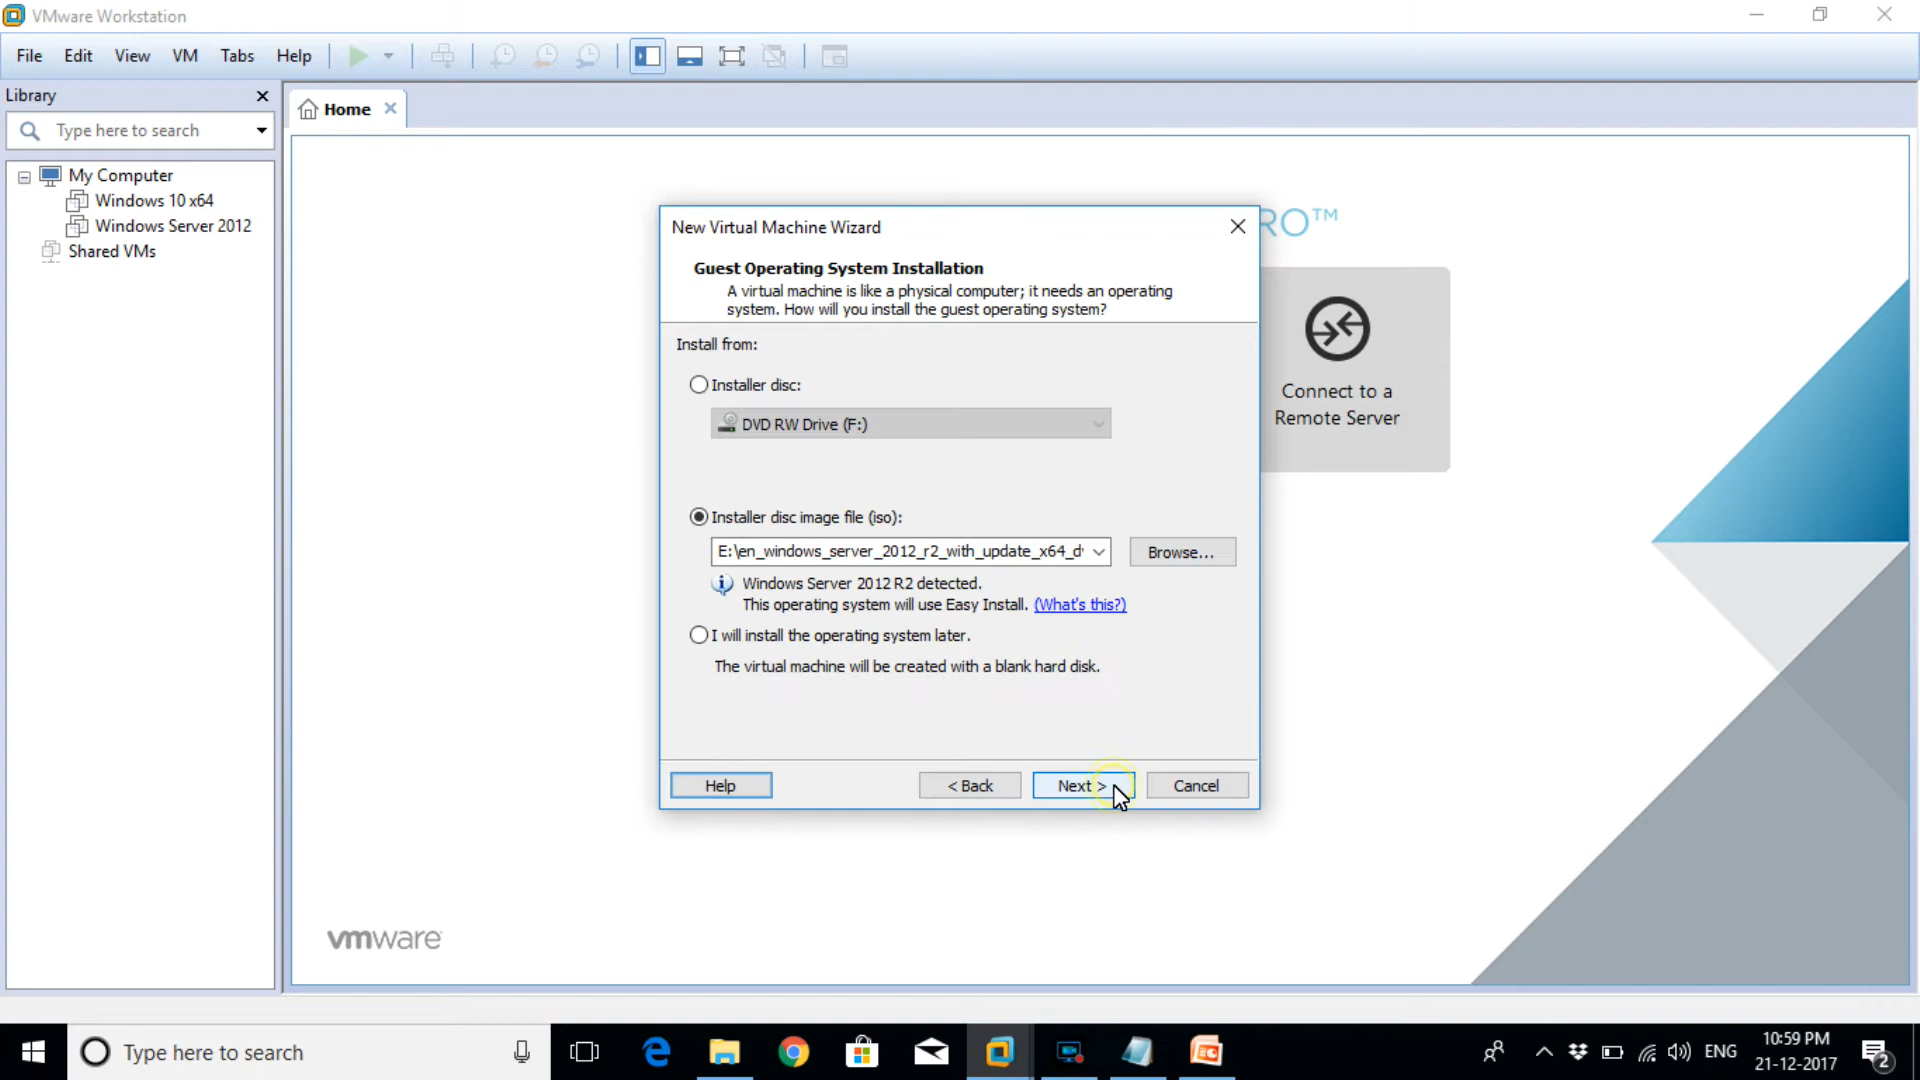 VMware Workstation
File Edit View VM Tabs Help
Library
Home
Type here to search
My Computer
Windows 10 x64
Windows Server 2012
Shared VMs
RO™
New Virtual Machine Wizard
Guest Operating System Installation
A virtual machine is like a physical computer; it needs an operating
system. How will you install the guest operating system?
Install from:
Installer disc:
DVD RW Drive (F:)
Installer disc image file (iso):
E:\en_windows_server_2012_r2_with_update_x64_d
Browse...
Windows Server 2012 R2 detected.
This operating system will use Easy Install. (What's this?)
I will install the operating system later.
The virtual machine will be created with a blank hard disk.
Help < Back Next > Cancel
Connect to a
Remote Server
vmware
Type here to search
ENG
10:59 PM
21-12-2017
2